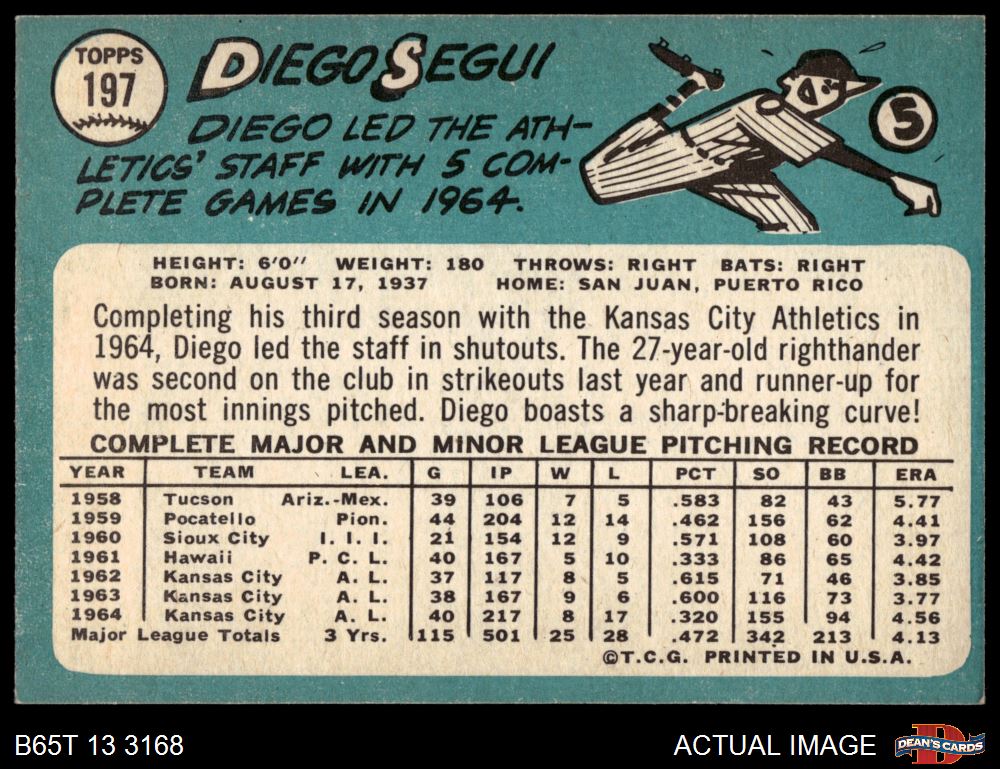 TOPPS
197
DIEGO SEGUI
5
DIEGO LED THE ATH-
LETICS' STAFF WITH 5 COM-
PLETE GAMES IN 1964.
HEIGHT: 6'0" WEIGHT: 180 THROWS: RIGHT BATS: RIGHT
BORN: AUGUST 17, 1937 HOME: SAN JUAN, PUERTO RICO
Completing his third season with the Kansas City Athletics in
1964, Diego led the staff in shutouts. The 27-year-old righthander
was second on the club in strikeouts last year and runner-up for
the most innings pitched. Diego boasts a sharp-breaking curve!
COMPLETE MAJOR AND MINOR LEAGUE PITCHING RECORD
YEAR TEAM LEA. G IP W L PCT SO BB ERA
1958 Tucson Ariz.-Mex. 39 106 7 5 .583 82 43 5.77
1959 Pocatello Pion. 44 204 12 14 .462 156 62 4.41
1960 Sioux City I. I. I. 21 154 12 9 .571 108 60 3.97
1961 Hawaii P. C. L. 40 167 5 10 .333 86 65 4.42
1962 Kansas City A. L. 37 117 8 5 .615 71 46 3.85
1963 Kansas City A. L. 38 167 9 6 .600 116 73 3.77
1964 Kansas City A. L. 40 217 8 17 .320 155 94 4.56
Major League Totals 3 Yrs. 115 501 25 28 .472 342 213 4.13
©T.C.G. PRINTED IN U.S.A.
B65T 13 3168
ACTUAL IMAGE
DEAN'S CARDS